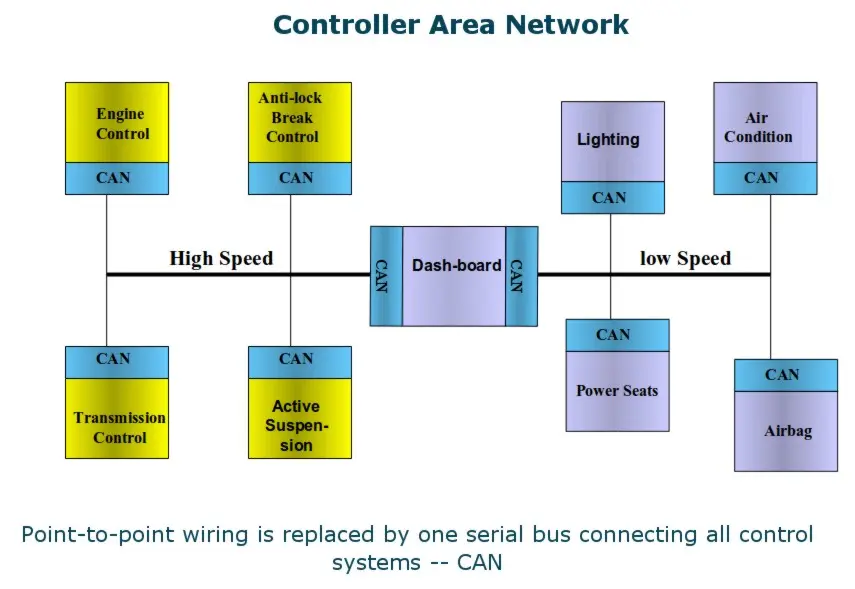 Controller Area Network
Engine
Control
CAN
Anti-lock
Break
Control
CAN
Lighting
CAN
Air
Condition
CAN
High Speed
CAN
Dash-board
CAN
low Speed
CAN
Transmission
Control
CAN
Active
Suspen-
sion
CAN
Power Seats
CAN
Airbag
Point-to-point wiring is replaced by one serial bus connecting all control
systems -- CAN